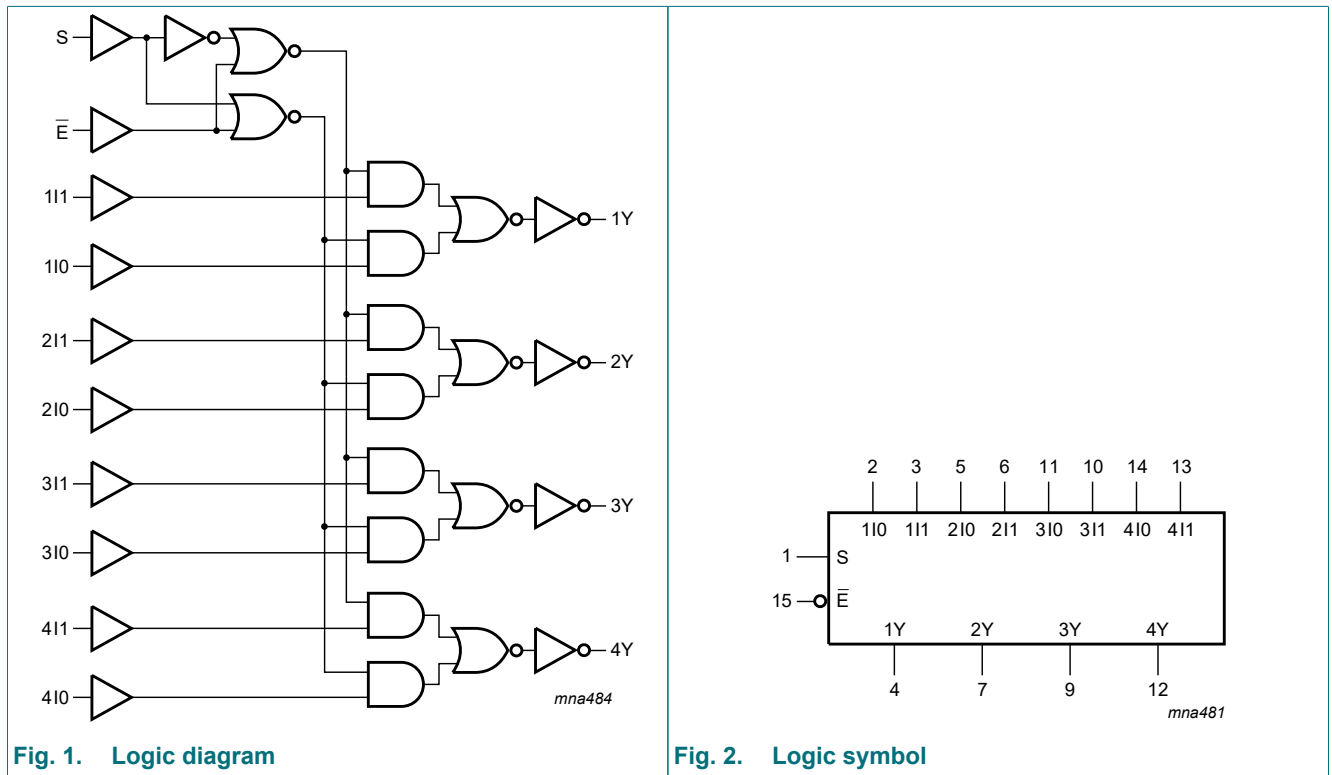 S
E̅
1I1
1I0
2I1
2I0
3I1
3I0
4I1
4I0
1Y
2Y
3Y
4Y
mna484
Fig. 1. Logic diagram
2 3 5 6 11 10 14 13
1I0 1I1 2I0 2I1 3I0 3I1 4I0 4I1
1 S
15 E̅
1Y 2Y 3Y 4Y
4 7 9 12
mna481
Fig. 2. Logic symbol